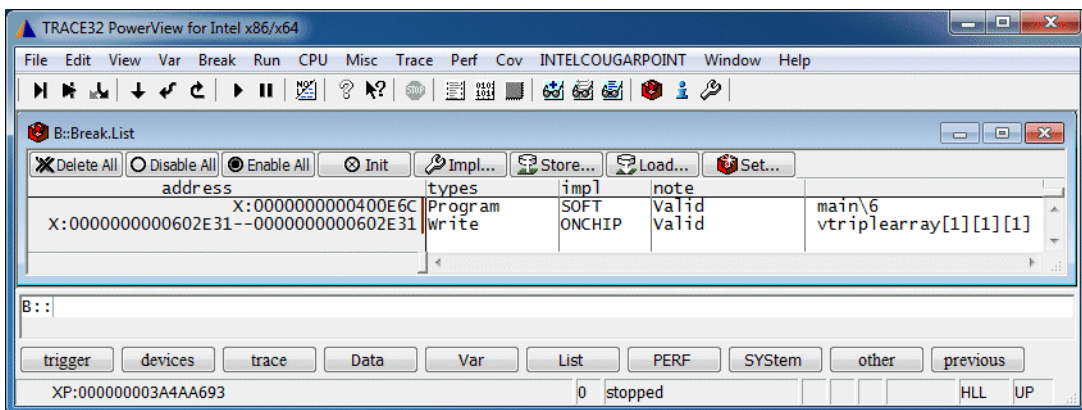 TRACE32 PowerView for Intel x86/x64
File Edit View Var Break Run CPU Misc Trace Perf Cov INTELCOUGARPOINT Window Help
B::Break.List
Delete All Disable All Enable All Init Impl... Store... Load... Set...
address types impl note
X:0000000000400E6C Program SOFT Valid main\6
X:0000000000602E31--0000000000602E31 Write ONCHIP Valid vtriplearray[1][1][1]
B::
trigger devices trace Data Var List PERF SYStem other previous
XP:000000003A4AA693 0 stopped HLL UP